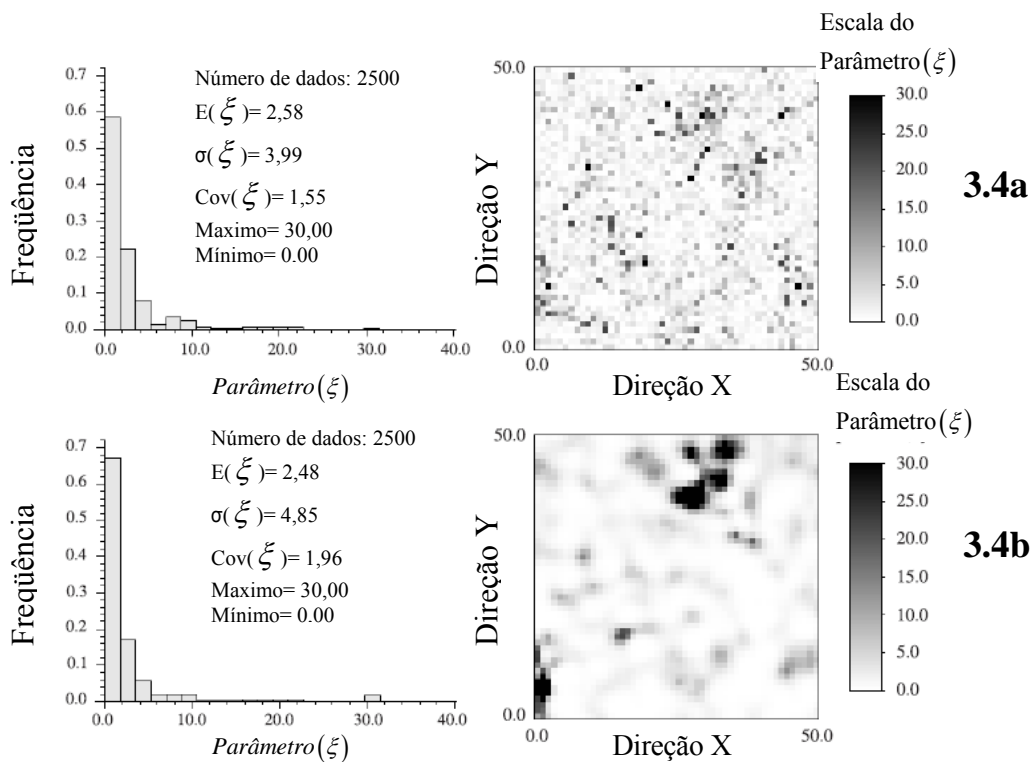 Escala do
Parâmetro(ξ)
0.7
0.6
0.5
0.4
0.3
0.2
0.1
0.0
Freqüência
Número de dados: 2500
E( ξ )= 2,58
σ( ξ )= 3,99
Cov( ξ )= 1,55
Maximo= 30,00
Mínimo= 0.00
0.0 10.0 20.0 30.0 40.0
Parâmetro(ξ)
50.0
Direção Y
0.0
0.0 50.0
Direção X
30.0
25.0
20.0
15.0
10.0
5.0
0.0
3.4a
Escala do
Parâmetro(ξ)
0.7
0.6
0.5
0.4
0.3
0.2
0.1
0.0
Freqüência
Número de dados: 2500
E( ξ )= 2,48
σ( ξ )= 4,85
Cov( ξ )= 1,96
Maximo= 30,00
Mínimo= 0.00
0.0 10.0 20.0 30.0 40.0
Parâmetro(ξ)
50.0
Direção Y
0.0
0.0 50.0
Direção X
30.0
25.0
20.0
15.0
10.0
5.0
0.0
3.4b